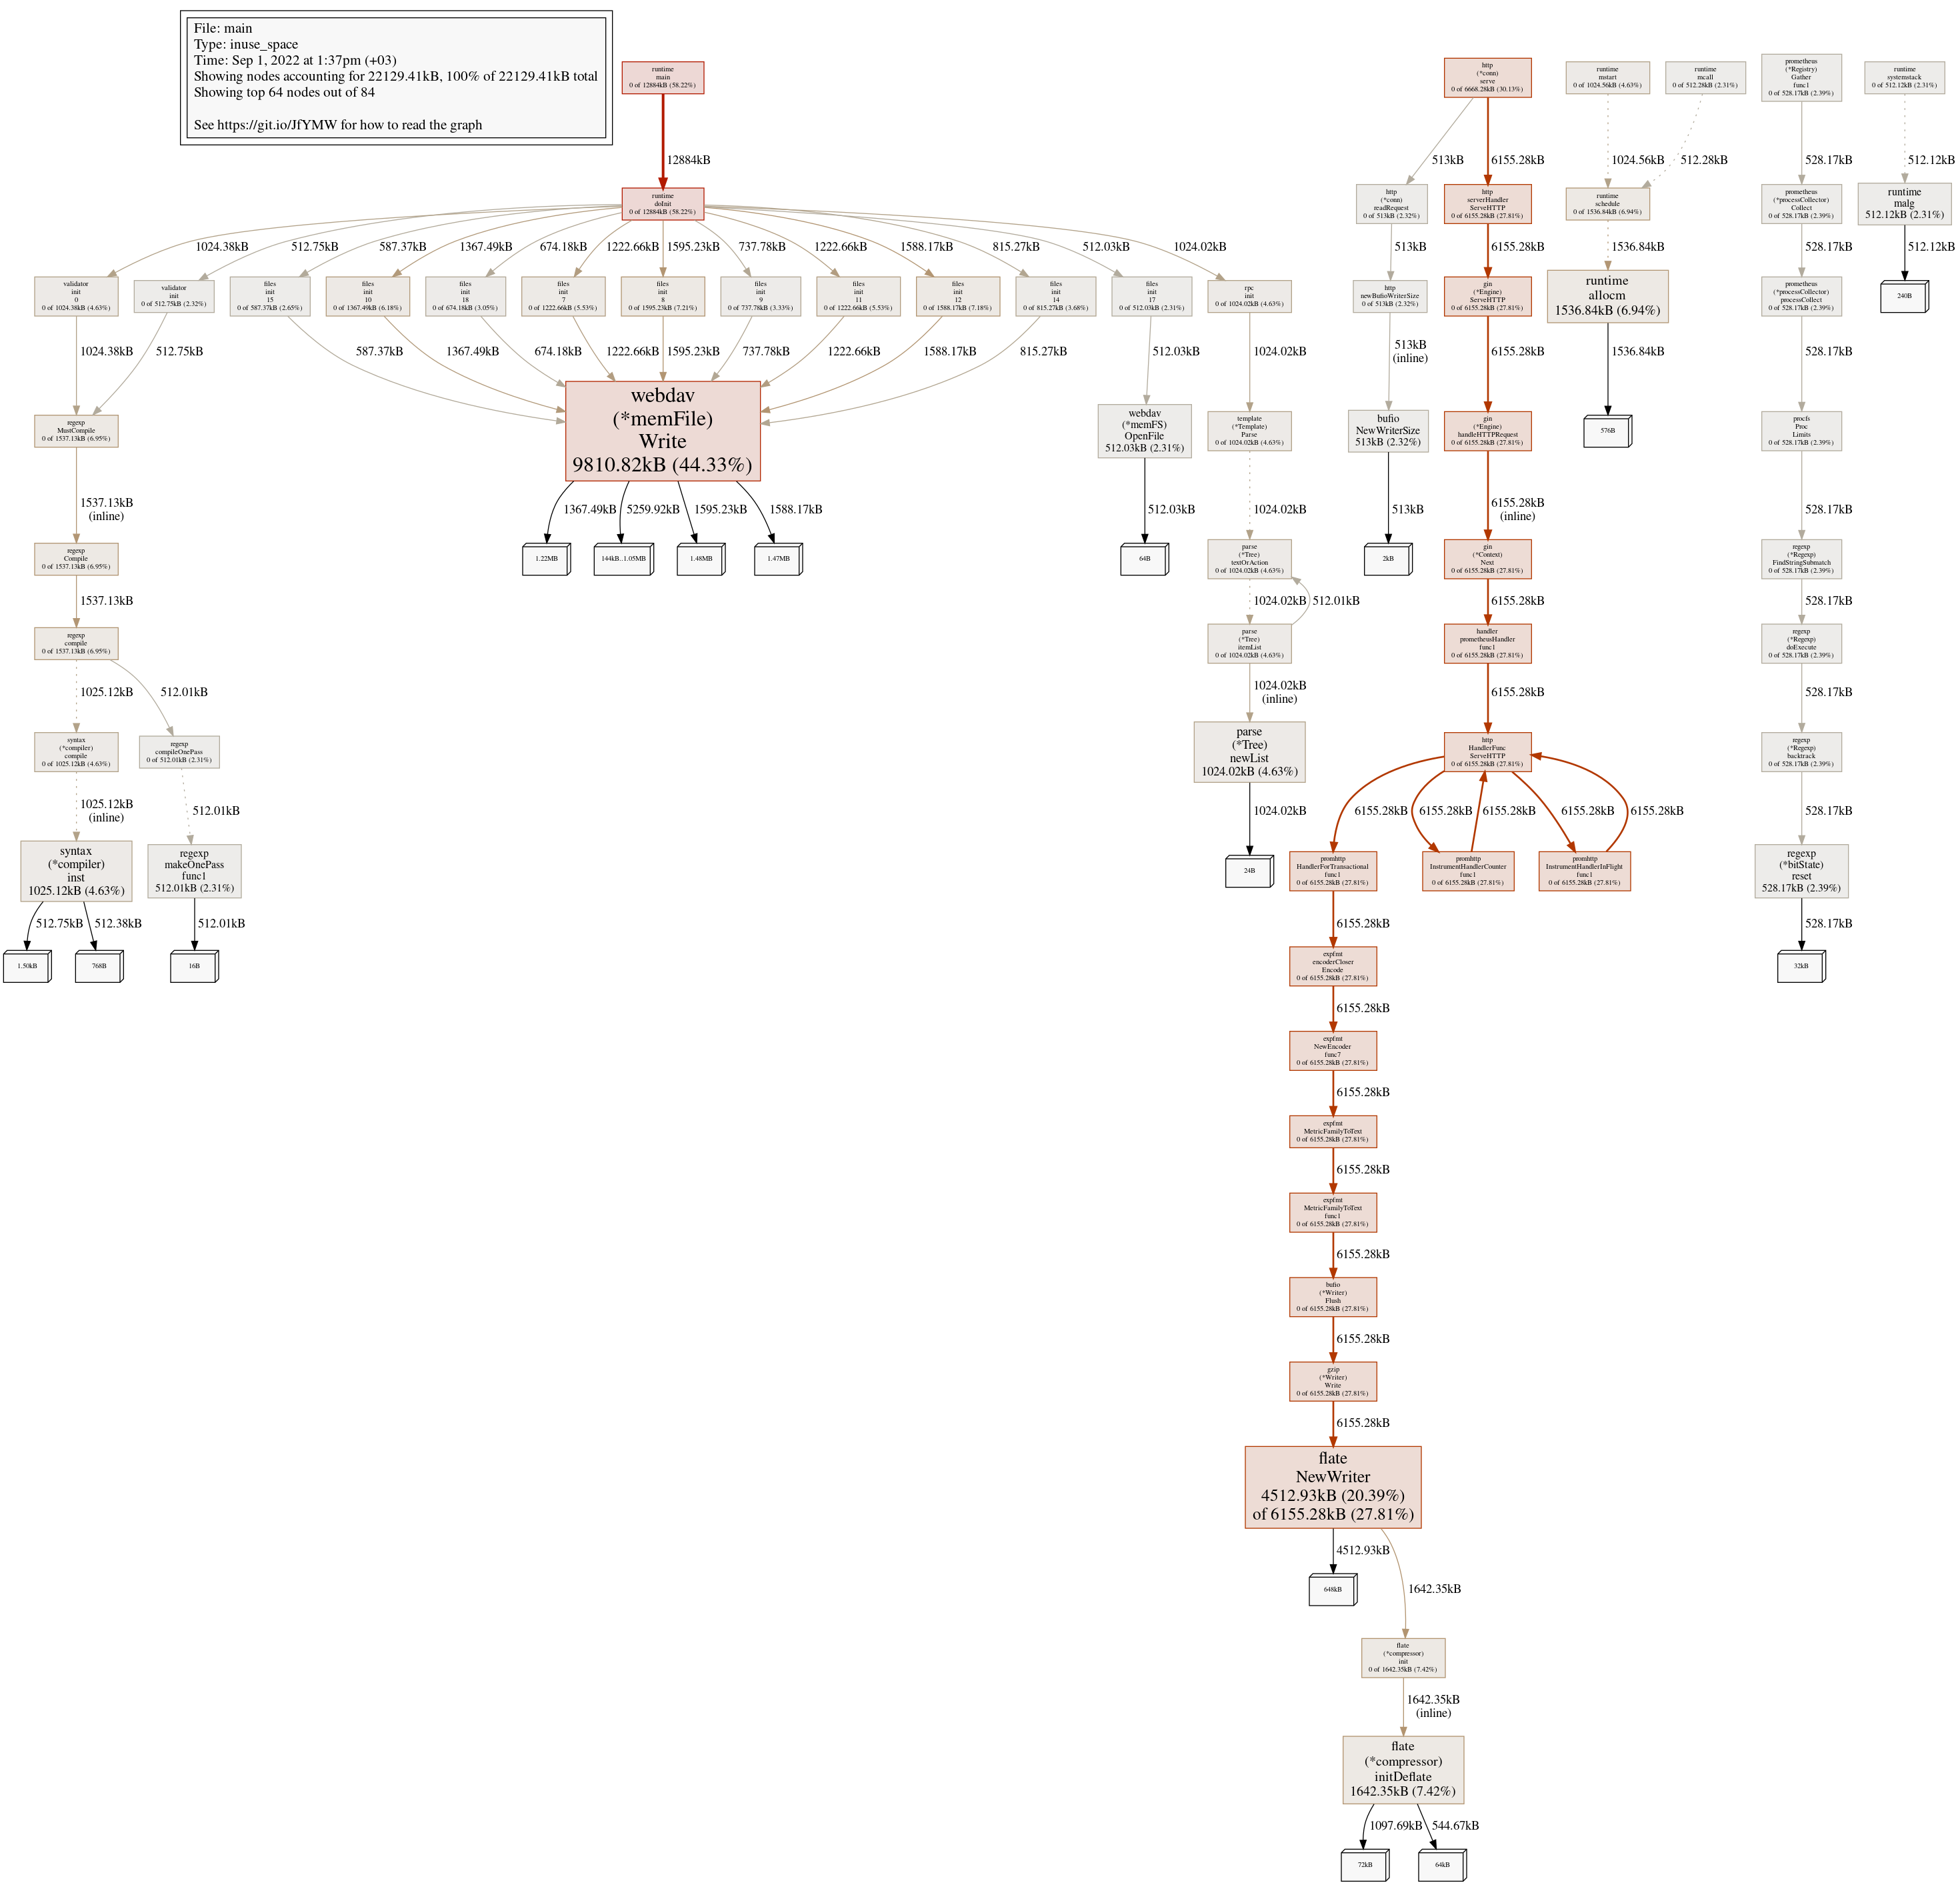 File: main
Type: inuse_space
Time: Sep 1, 2022 at 1:37pm (+03)
Showing nodes accounting for 22129.41kB, 100% of 22129.41kB total
Showing top 64 nodes out of 84
See https://git.io/JfYMW for how to read the graph
runtime
main
0 of 12884kB (58.22%)
http
(*conn)
serve
0 of 6668.28kB (30.13%)
runtime
mstart
0 of 1024.56kB (4.63%)
runtime
mcall
0 of 512.28kB (2.31%)
prometheus
(*Registry)
Gather
func1
0 of 528.17kB (2.39%)
runtime
systemstack
0 of 512.12kB (2.31%)
12884kB
513kB
6155.28kB
1024.56kB
512.28kB
528.17kB
512.12kB
runtime
doInit
0 of 12884kB (58.22%)
http
(*conn)
readRequest
0 of 513kB (2.32%)
http
serverHandler
ServeHTTP
0 of 6155.28kB (27.81%)
runtime
schedule
0 of 1536.84kB (6.94%)
prometheus
(*processCollector)
Collect
0 of 528.17kB (2.39%)
runtime
malg
512.12kB (2.31%)
1024.38kB
512.75kB
587.37kB
1367.49kB
674.18kB
1222.66kB
1595.23kB
737.78kB
1222.66kB
1588.17kB
815.27kB
512.03kB
1024.02kB
513kB
6155.28kB
1536.84kB
528.17kB
512.12kB
validator
init
0
0 of 1024.38kB (4.63%)
validator
init
0 of 512.75kB (2.32%)
files
init
15
0 of 587.37kB (2.65%)
files
init
10
0 of 1367.49kB (6.18%)
files
init
18
0 of 674.18kB (3.05%)
files
init
7
0 of 1222.66kB (5.53%)
files
init
8
0 of 1595.23kB (7.21%)
files
init
9
0 of 737.78kB (3.33%)
files
init
11
0 of 1222.66kB (5.53%)
files
init
12
0 of 1588.17kB (7.18%)
files
init
14
0 of 815.27kB (3.68%)
files
init
17
0 of 512.03kB (2.31%)
rpc
init
0 of 1024.02kB (4.63%)
http
newBufioWriterSize
0 of 513kB (2.32%)
gin
(*Engine)
ServeHTTP
0 of 6155.28kB (27.81%)
runtime
allocm
1536.84kB (6.94%)
prometheus
(*processCollector)
processCollect
0 of 528.17kB (2.39%)
240B
1024.38kB
512.75kB
587.37kB
1367.49kB
674.18kB
1222.66kB
1595.23kB
737.78kB
1222.66kB
1588.17kB
815.27kB
512.03kB
1024.02kB
513kB
(inline)
6155.28kB
1536.84kB
528.17kB
regexp
MustCompile
0 of 1537.13kB (6.95%)
webdav
(*memFile)
Write
9810.82kB (44.33%)
webdav
(*memFS)
OpenFile
512.03kB (2.31%)
template
(*Template)
Parse
0 of 1024.02kB (4.63%)
bufio
NewWriterSize
513kB (2.32%)
gin
(*Engine)
handleHTTPRequest
0 of 6155.28kB (27.81%)
576B
procfs
Proc
Limits
0 of 528.17kB (2.39%)
1537.13kB
(inline)
1367.49kB
5259.92kB
1595.23kB
1588.17kB
512.03kB
1024.02kB
513kB
6155.28kB
(inline)
528.17kB
regexp
Compile
0 of 1537.13kB (6.95%)
1.22MB
144kB..1.05MB
1.48MB
1.47MB
64B
parse
(*Tree)
textOrAction
0 of 1024.02kB (4.63%)
2kB
gin
(*Context)
Next
0 of 6155.28kB (27.81%)
regexp
(*Regexp)
FindStringSubmatch
0 of 528.17kB (2.39%)
1537.13kB
1024.02kB
512.01kB
6155.28kB
528.17kB
regexp
compile
0 of 1537.13kB (6.95%)
parse
(*Tree)
itemList
0 of 1024.02kB (4.63%)
handler
prometheusHandler
func1
0 of 6155.28kB (27.81%)
regexp
(*Regexp)
doExecute
0 of 528.17kB (2.39%)
1025.12kB
512.01kB
1024.02kB
(inline)
6155.28kB
528.17kB
syntax
(*compiler)
compile
0 of 1025.12kB (4.63%)
regexp
compileOnePass
0 of 512.01kB (2.31%)
parse
(*Tree)
newList
1024.02kB (4.63%)
http
HandlerFunc
ServeHTTP
0 of 6155.28kB (27.81%)
regexp
(*Regexp)
backtrack
0 of 528.17kB (2.39%)
1025.12kB
(inline)
512.01kB
1024.02kB
6155.28kB
6155.28kB
6155.28kB
6155.28kB
6155.28kB
528.17kB
syntax
(*compiler)
inst
1025.12kB (4.63%)
regexp
makeOnePass
func1
512.01kB (2.31%)
24B
promhttp
HandlerForTransactional
func1
0 of 6155.28kB (27.81%)
promhttp
InstrumentHandlerCounter
func1
0 of 6155.28kB (27.81%)
promhttp
InstrumentHandlerInFlight
func1
0 of 6155.28kB (27.81%)
regexp
(*bitState)
reset
528.17kB (2.39%)
512.75kB
512.38kB
512.01kB
6155.28kB
528.17kB
1.50kB
768B
16B
expfmt
encoderCloser
Encode
0 of 6155.28kB (27.81%)
32kB
6155.28kB
expfmt
NewEncoder
func7
0 of 6155.28kB (27.81%)
6155.28kB
expfmt
MetricFamilyToText
0 of 6155.28kB (27.81%)
6155.28kB
expfmt
MetricFamilyToText
func1
0 of 6155.28kB (27.81%)
6155.28kB
bufio
(*Writer)
Flush
0 of 6155.28kB (27.81%)
6155.28kB
gzip
(*Writer)
Write
0 of 6155.28kB (27.81%)
6155.28kB
flate
NewWriter
4512.93kB (20.39%)
of 6155.28kB (27.81%)
4512.93kB
1642.35kB
648kB
flate
(*compressor)
init
0 of 1642.35kB (7.42%)
1642.35kB
(inline)
flate
(*compressor)
initDeflate
1642.35kB (7.42%)
1097.69kB
544.67kB
72kB
64kB